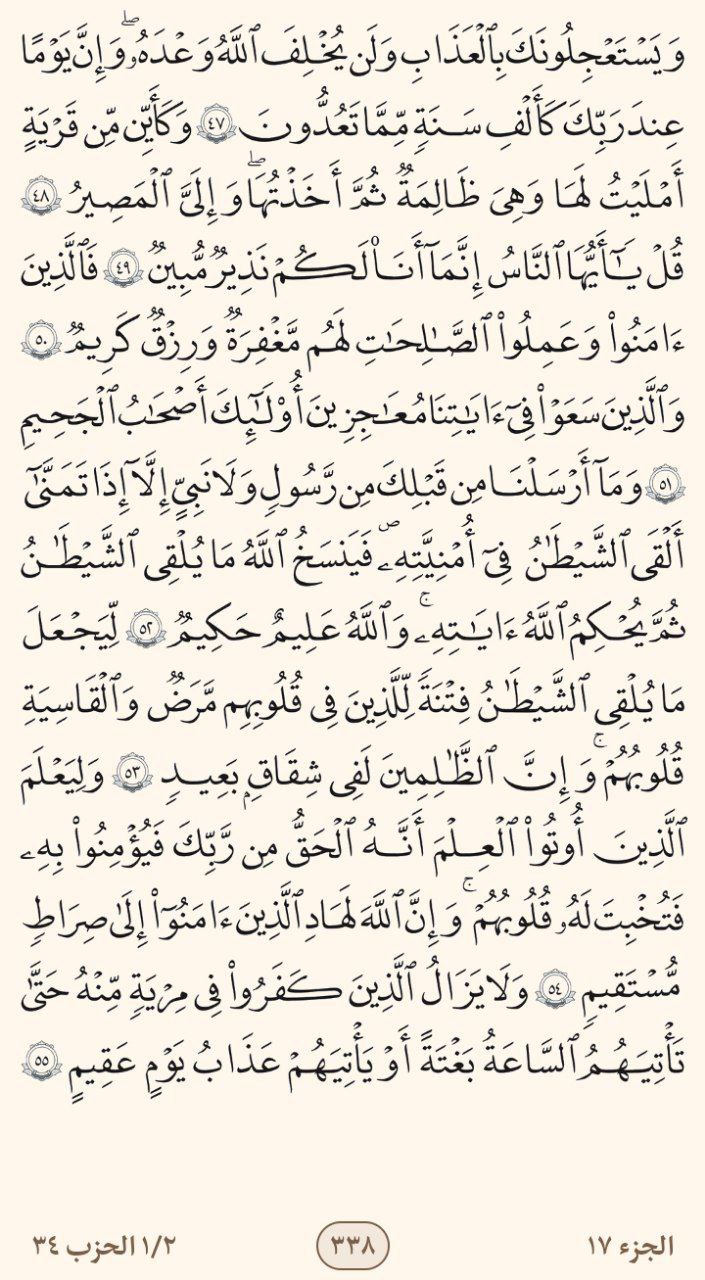 وَيَسْتَعْجِلُونَكَ بِٱلْعَذَابِ وَلَن يُخْلِفَ ٱللَّهُ وَعْدَهُۥۖ وَإِنَّ يَوْمًا
عِندَ رَبِّكَ كَأَلْفِ سَنَةٍ مِّمَّا تَعُدُّونَ ٤٧ وَكَأَيِّن مِّن قَرْيَةٍ
أَمْلَيْتُ لَهَا وَهِىَ ظَالِمَةٌ ثُمَّ أَخَذْتُهَاۖ وَإِلَىَّ ٱلْمَصِيرُ ٤٨
قُلْ يَـٰٓأَيُّهَا ٱلنَّاسُ إِنَّمَآ أَنَا۠ لَكُمْ نَذِيرٌ مُّبِينٌ ٤٩ فَٱلَّذِينَ
ءَامَنُوا۟ وَعَمِلُوا۟ ٱلصَّـٰلِحَـٰتِ لَهُم مَّغْفِرَةٌ وَرِزْقٌ كَرِيمٌ ٥٠
وَٱلَّذِينَ سَعَوْا۟ فِىٓ ءَايَـٰتِنَا مُعَـٰجِزِينَ أُو۟لَـٰٓئِكَ أَصْحَـٰبُ ٱلْجَحِيمِ
٥١ وَمَآ أَرْسَلْنَا مِن قَبْلِكَ مِن رَّسُولٍ وَلَا نَبِىٍّ إِلَّآ إِذَا تَمَنَّىٰٓ
أَلْقَى ٱلشَّيْطَـٰنُ فِىٓ أُمْنِيَّتِهِۦ ۖ فَيَنسَخُ ٱللَّهُ مَا يُلْقِى ٱلشَّيْطَـٰنُ
ثُمَّ يُحْكِمُ ٱللَّهُ ءَايَـٰتِهِۦۚ وَٱللَّهُ عَلِيمٌ حَكِيمٌ ٥٢ لِّيَجْعَلَ
مَا يُلْقِى ٱلشَّيْطَـٰنُ فِتْنَةً لِّلَّذِينَ فِى قُلُوبِهِم مَّرَضٌ وَٱلْقَاسِيَةِ
قُلُوبُهُمْۚ وَإِنَّ ٱلظَّـٰلِمِينَ لَفِى شِقَاقٍۭ بَعِيدٍ ٥٣ وَلِيَعْلَمَ
ٱلَّذِينَ أُوتُوا۟ ٱلْعِلْمَ أَنَّهُ ٱلْحَقُّ مِن رَّبِّكَ فَيُؤْمِنُوا۟ بِهِۦ
فَتُخْبِتَ لَهُۥ قُلُوبُهُمْۚ وَإِنَّ ٱللَّهَ لَهَادِ ٱلَّذِينَ ءَامَنُوٓا۟ إِلَىٰ صِرَٰطٍ
مُّسْتَقِيمٍ ٥٤ وَلَا يَزَالُ ٱلَّذِينَ كَفَرُوا۟ فِى مِرْيَةٍ مِّنْهُ حَتَّىٰ
تَأْتِيَهُمُ ٱلسَّاعَةُ بَغْتَةً أَوْ يَأْتِيَهُمْ عَذَابُ يَوْمٍ عَقِيمٍ ٥٥
الجزء ١٧ ٣٣٨ ١/٢ الحزب ٣٤